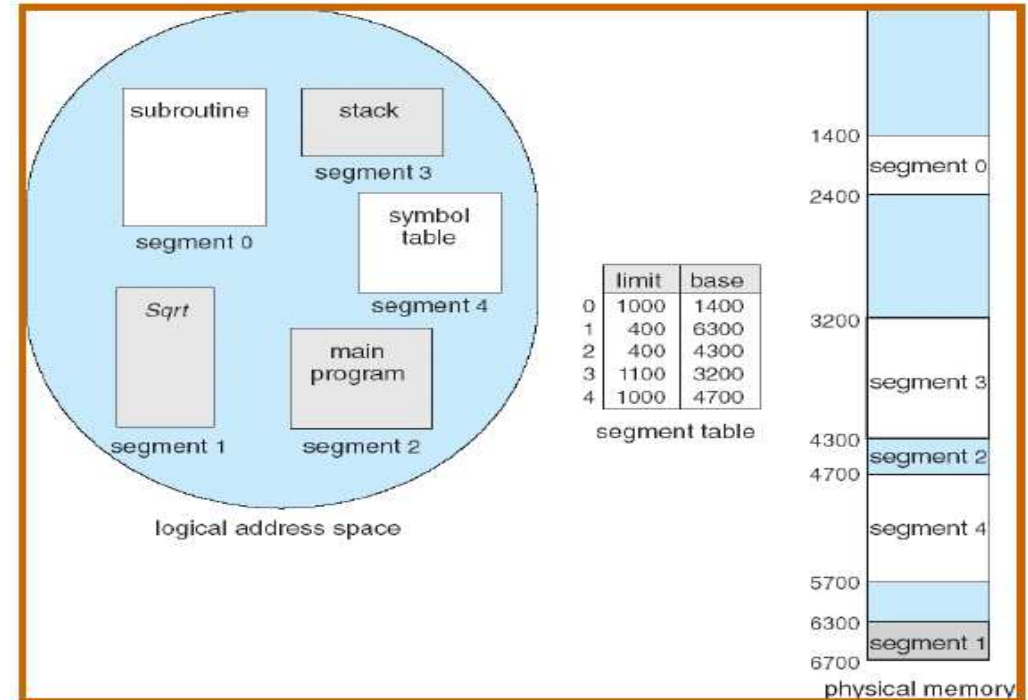 subroutine
stack
segment 3
segment 0
symbol
table
segment 4
Sqrt
segment 1
main
program
segment 2
logical address space
limit base
0 1000 1400
1 400 6300
2 400 4300
3 1100 3200
4 1000 4700
segment table
1400
segment 0
2400
3200
segment 3
4300
segment 2
4700
segment 4
5700
6300
segment 1
6700
physical memory